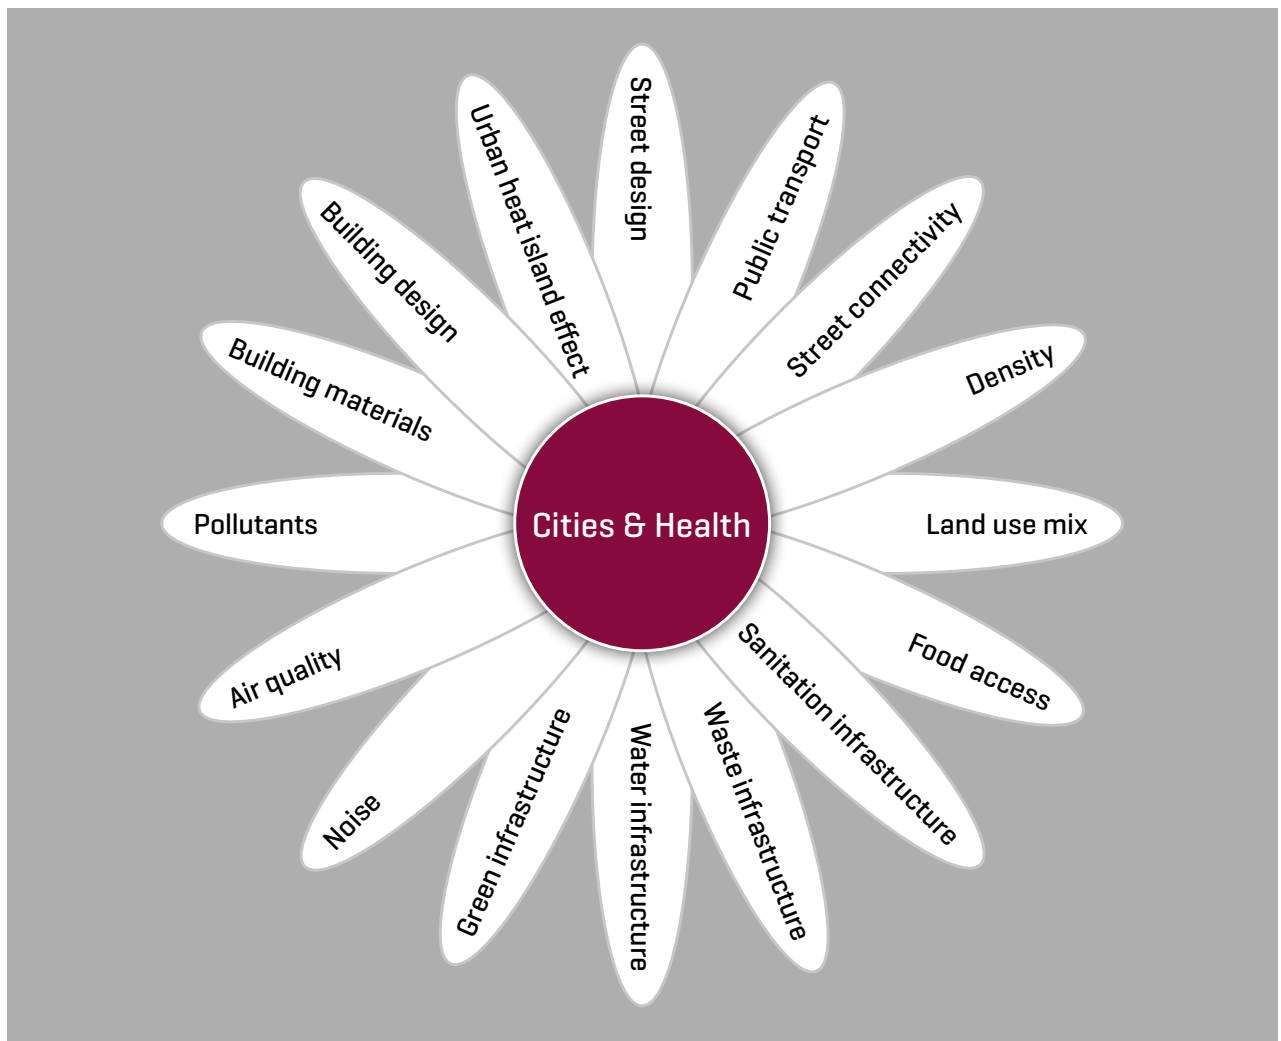 Street design
Public transport
Street connectivity
Density
Land use mix
Food access
Sanitation infrastructure
Waste infrastructure
Water infrastructure
Green infrastructure
Noise
Air quality
Pollutants
Building materials
Building design
Urban heat island effect
Cities & Health